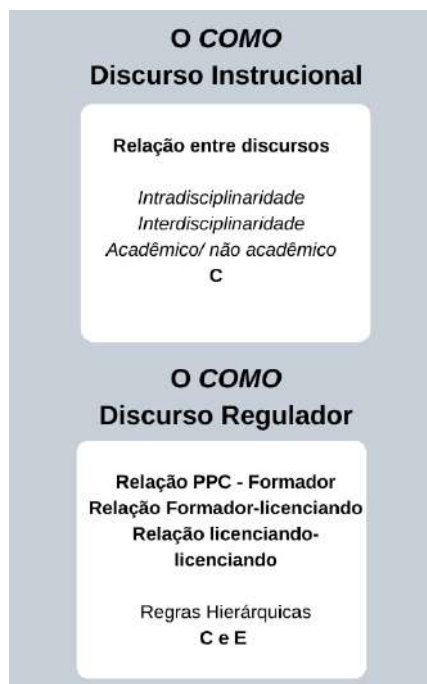 O COMO
Discurso Instrucional
Relação entre discursos
Intradisciplinaridade
Interdisciplinaridade
Acadêmico/ não acadêmico
C
O COMO
Discurso Regulador
Relação PPC - Formador
Relação Formador-licenciando
Relação licenciando-
licenciando
Regras Hierárquicas
C e E